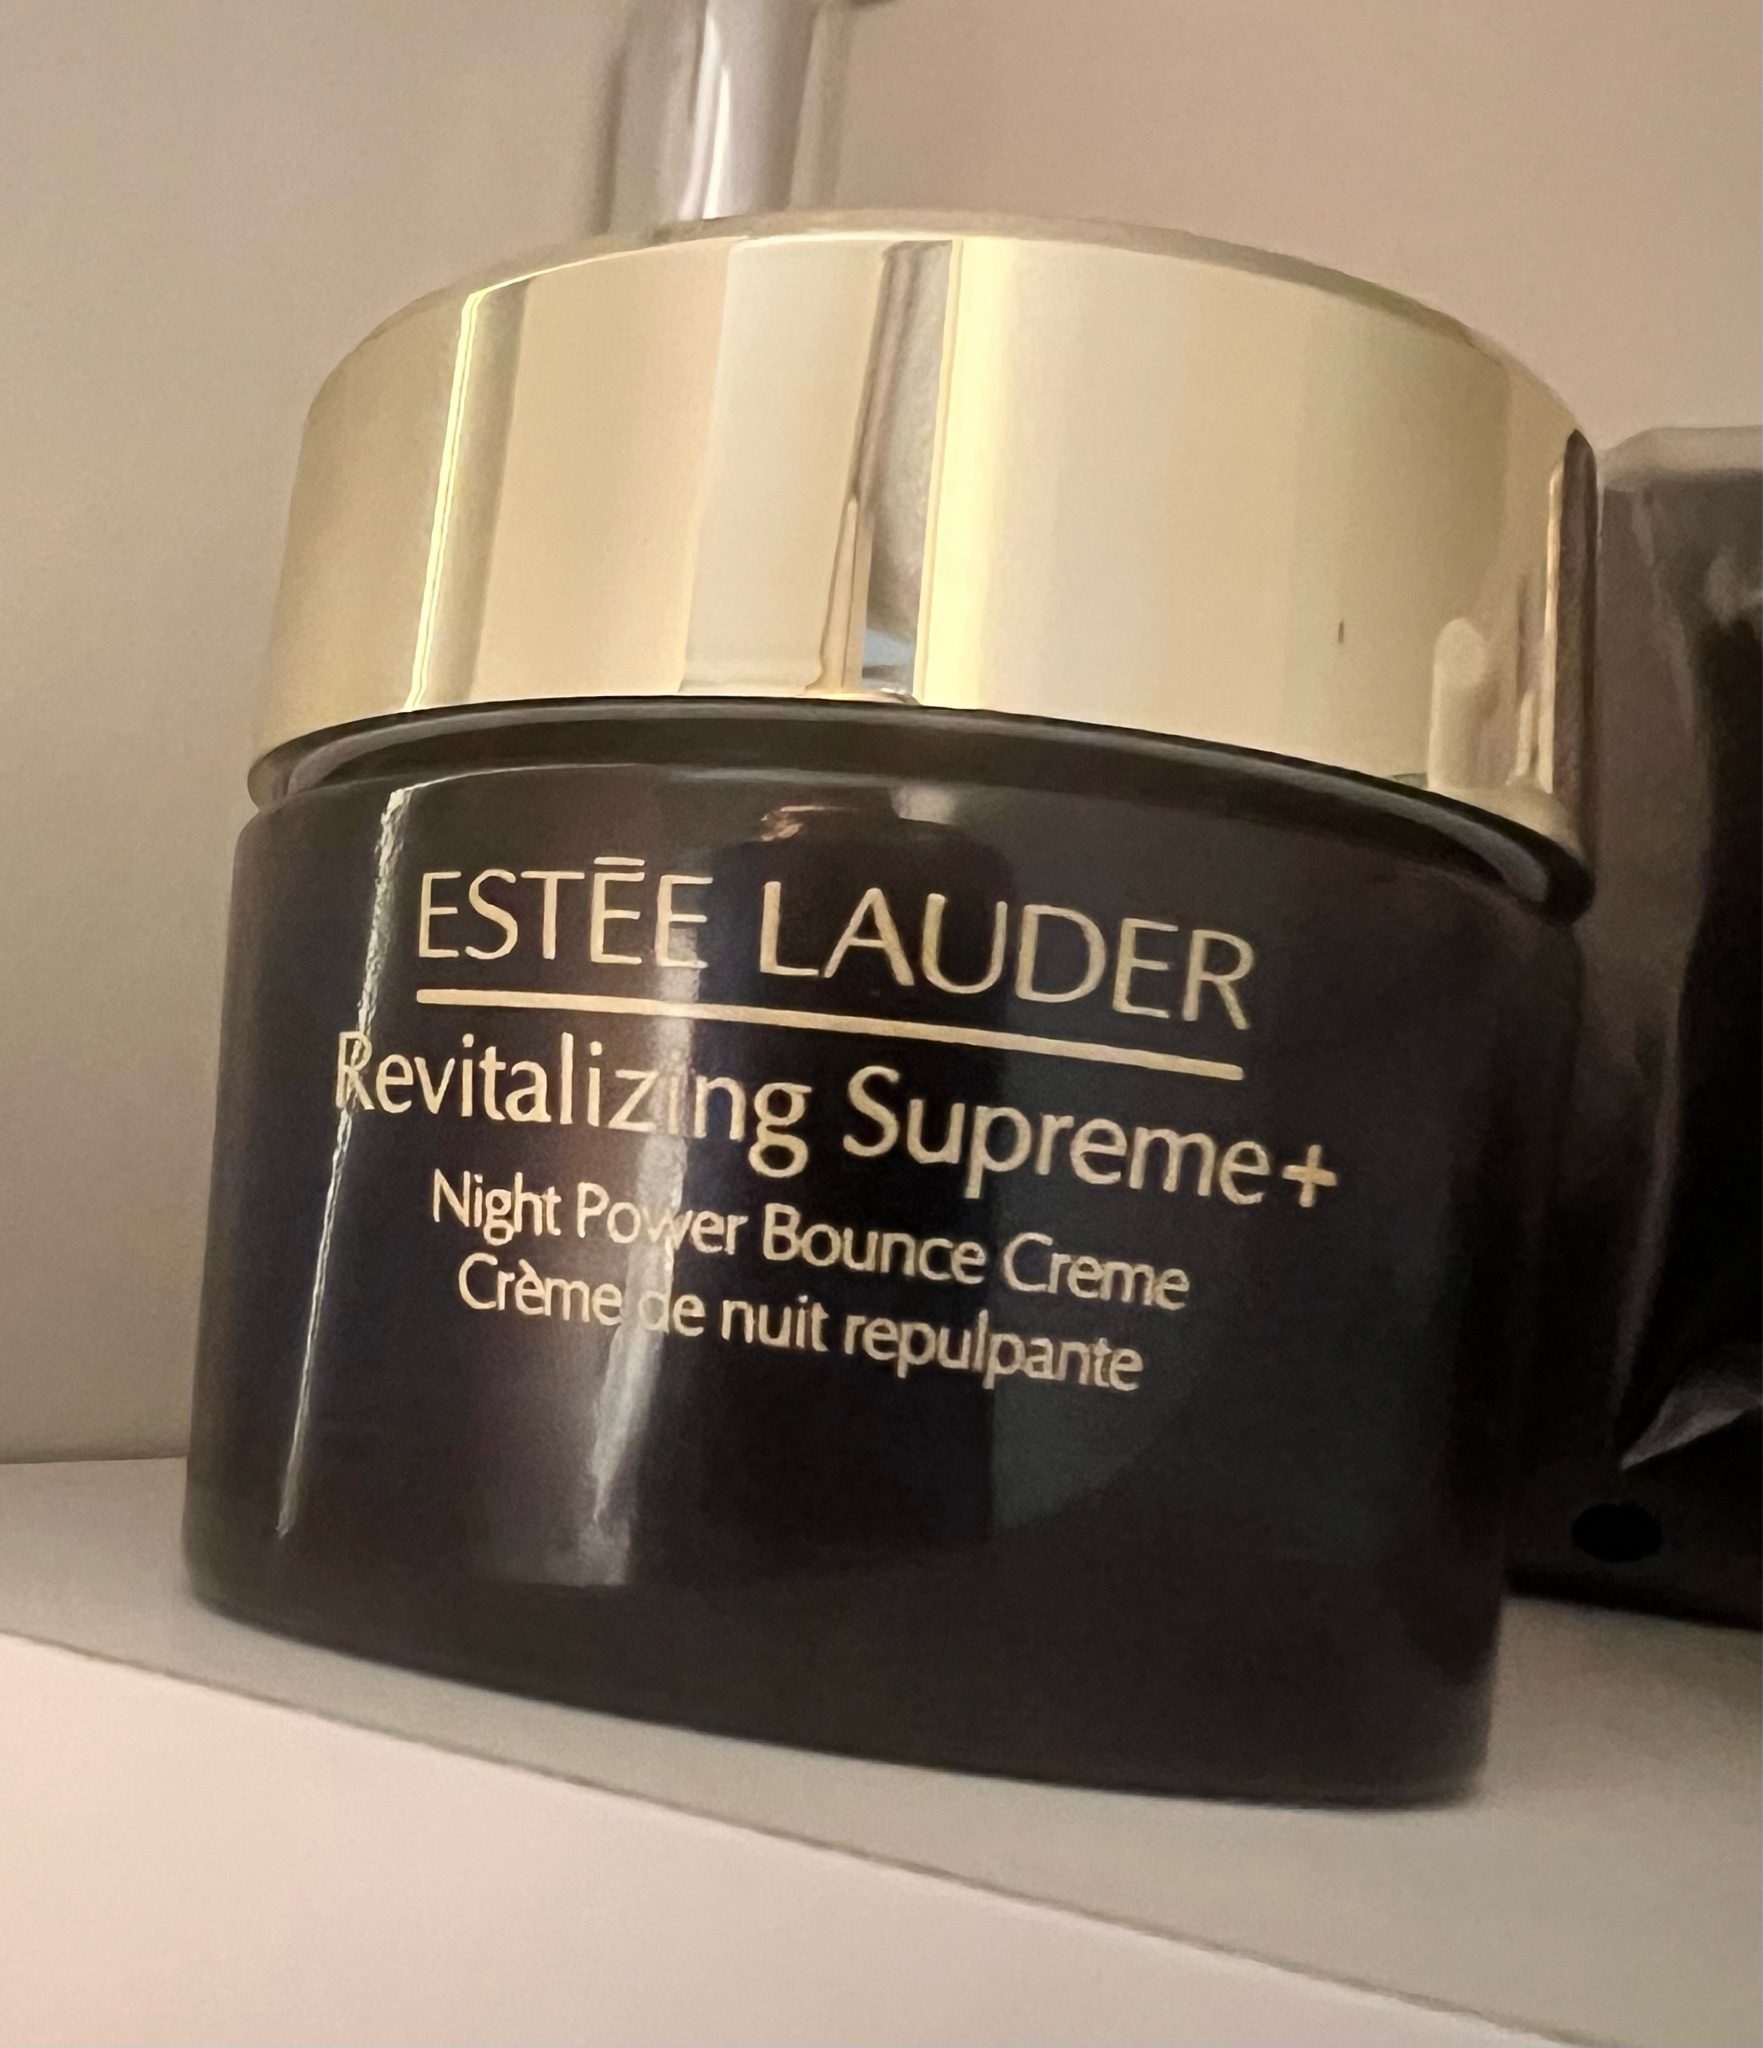 ESTĒE LAUDER
Revitalizing Supreme+
Night Power Bounce Creme
Crème de nuit repulpante